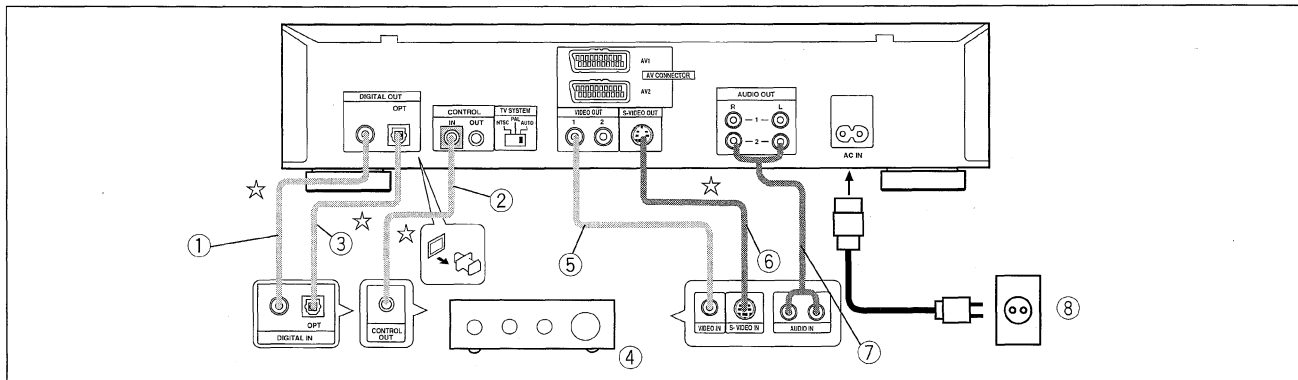 AV1
AV CONNECTOR
AV2
DIGITAL OUT
OPT
CONTROL
IN OUT
TV SYSTEM
NTSC PAL AUTO
VIDEO OUT
1 2
S-VIDEO OUT
AUDIO OUT
R L
1
2
AC IN
①
②
③
④
⑤
⑥
⑦
⑧
OPT
DIGITAL IN
CONTROL
OUT
VIDEO IN
S-VIDEO IN
AUDIO IN